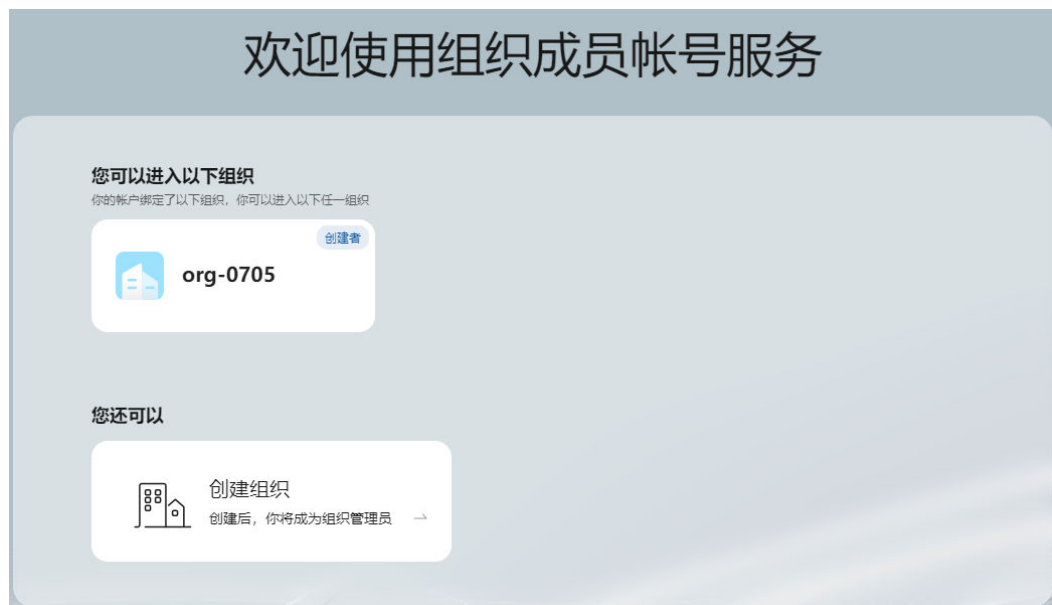 欢迎使用组织成员帐号服务
您可以进入以下组织
你的帐户绑定了以下组织，你可以进入以下任一组织
创建者
org-0705
您还可以
创建组织
创建后，你将成为组织管理员